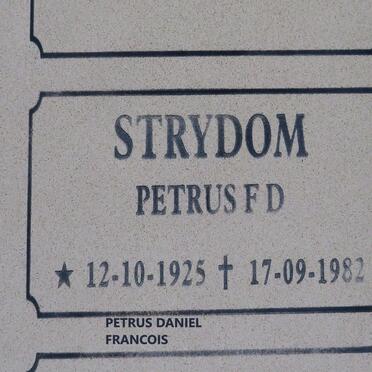 STRYDOM
PETRUS F D
★ 12-10-1925 † 17-09-1982
PETRUS DANIEL
FRANCOIS